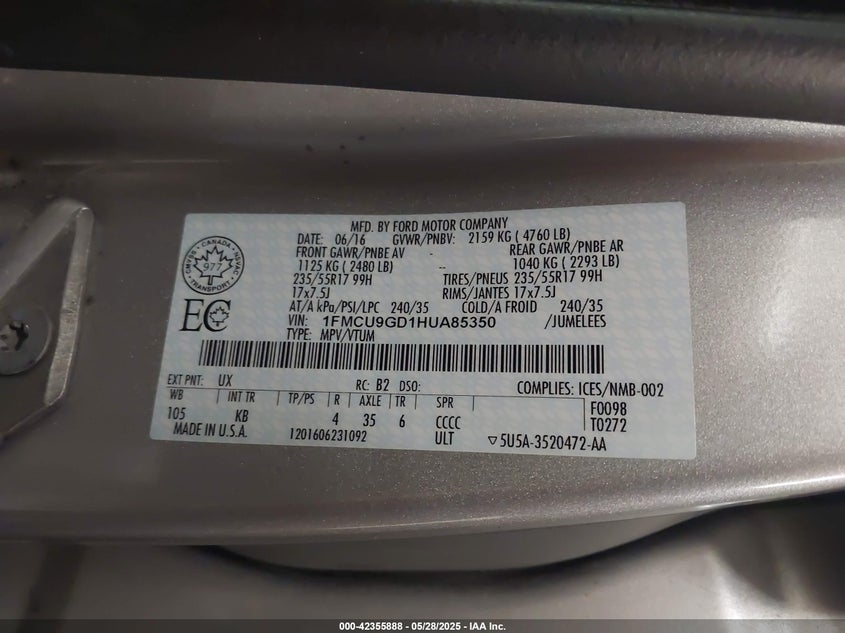 MFD. BY FORD MOTOR COMPANY
DATE: 06/16 GVWR/PNBV: 2159 KG ( 4760 LB)
FRONT GAWR/PNBE AV - REAR GAWR/PNBE AR
1125 KG ( 2480 LB) -- 1040 KG ( 2293 LB)
235/55R17 99H TIRES/PNEUS 235/55R17 99H
17x7.5J RIMS/JANTES 17x7.5J
AT/A kPa/PSI/LPC 240/35 COLD/A FROID 240/35
VIN: 1FMCU9GD1HUA85350 /JUMELEES
TYPE: MPV/VTUM
CANADA
977
TRANSPORT
EC
EXT PNT: UX RC: B2 DSO: COMPLIES: ICES/NMB-002
WB INT TR TP/PS R AXLE TR SPR F0098
105 KB 4 35 6 CCCC T0272
MADE IN U.S.A. 1201606231092 ULT ▽5U5A-3520472-AA
000-42355888 - 05/28/2025 - IAA Inc.